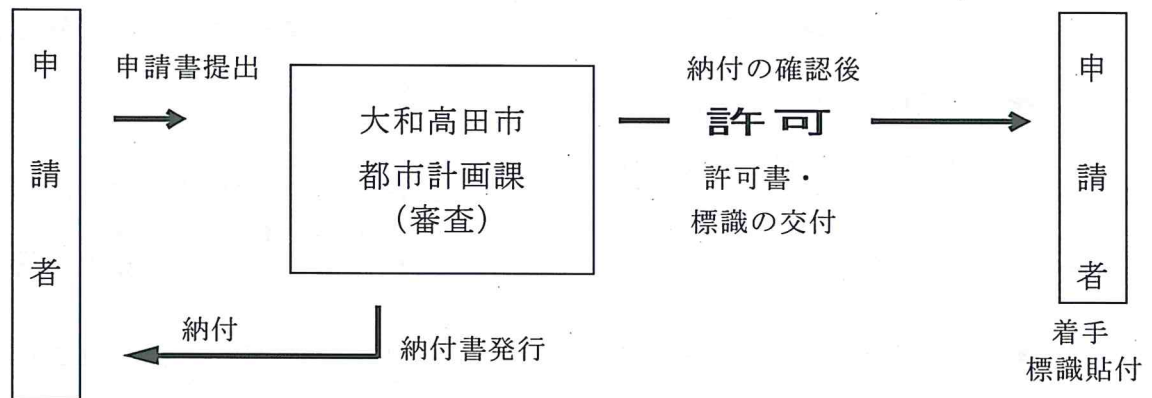 申請者
申請書提出
大和高田市
都市計画課
（審査）
納付の確認後
許可
許可書・
標識の交付
納付
納付書発行
申請者
着手
標識貼付